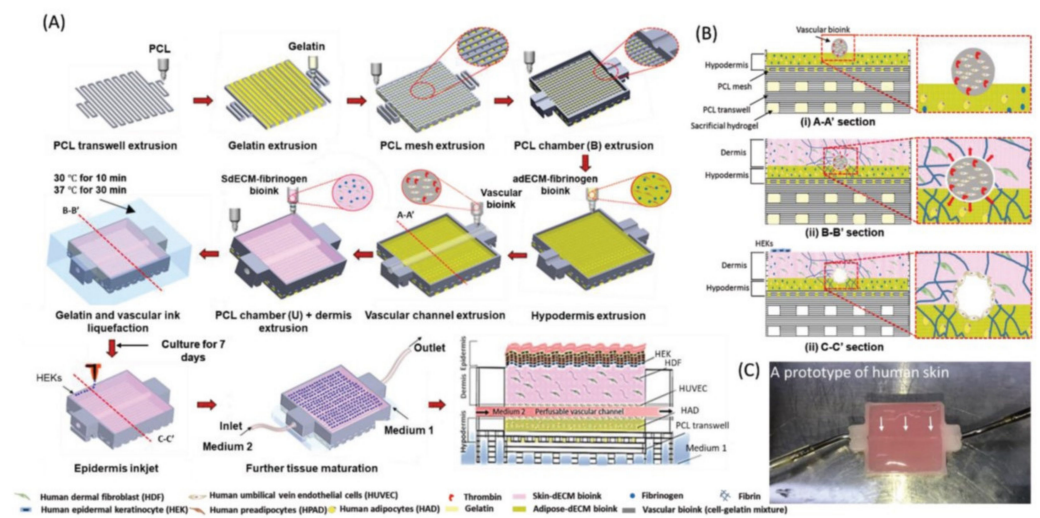 (A)
PCL
Gelatin
PCL transwell extrusion
Gelatin extrusion
PCL mesh extrusion
PCL chamber (B) extrusion
30 °C for 10 min
37 °C for 30 min
B-B'
SdECM-fibrinogen
bioink
A-A'
Vascular
bioink
adECM-fibrinogen
bioink
Gelatin and vascular ink
liquefaction
PCL chamber (U) + dermis
extrusion
Vascular channel extrusion
Hypodermis extrusion
Culture for 7
days
HEKs
C-C'
Epidermis inkjet
Outlet
Inlet
Medium 2
Medium 1
Further tissue maturation
Epidermis
Dermis
Hypodermis
HEK
HDF
HUVEC
Medium 2 Perfusable vascular channel
HAD
PCL transwell
Medium 1
(B)
Vascular bioink
Hypodermis
PCL mesh
PCL transwell
Sacrificial hydrogel
(i) A-A' section
Dermis
Hypodermis
(ii) B-B' section
HEKs
Dermis
Hypodermis
(ii) C-C' section
(C)
A prototype of human skin
Human dermal fibroblast (HDF)
Human umbilical vein endothelial cells (HUVEC)
Thrombin
Skin-dECM bioink
Fibrinogen
Fibrin
Human epidermal keratinocyte (HEK)
Human preadipocytes (HPAD)
Human adipocytes (HAD)
Gelatin
Adipose-dECM bioink
Vascular bioink (cell-gelatin mixture)